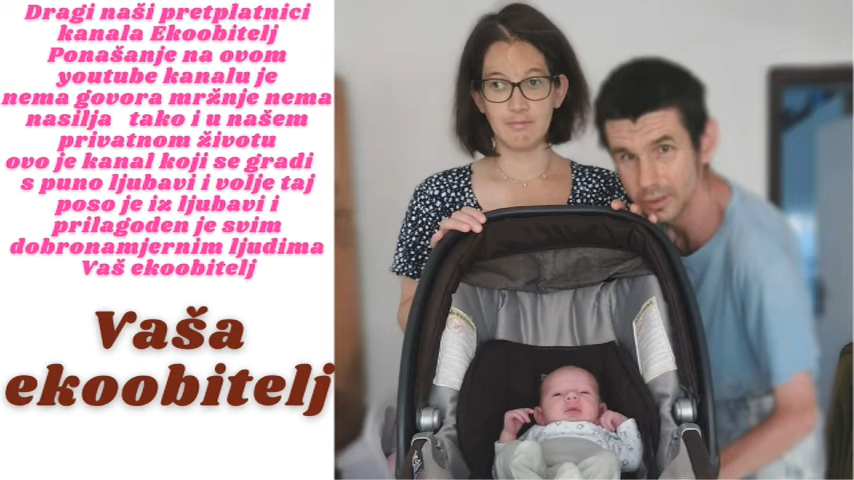 Dragi naši pretplatnici
kanala Ekoobitelj
Ponašanje na ovom
youtube kanalu je
nema govora mržnje nema
nasilja tako i u našem
privatnom životu
ovo je kanal koji se gradi
s puno ljubavi i volje taj
poso je iz ljubavi i
prilagođen je svim
dobronamjernim ljudima
Vaš ekoobitelj
Vaša
ekoobitelj